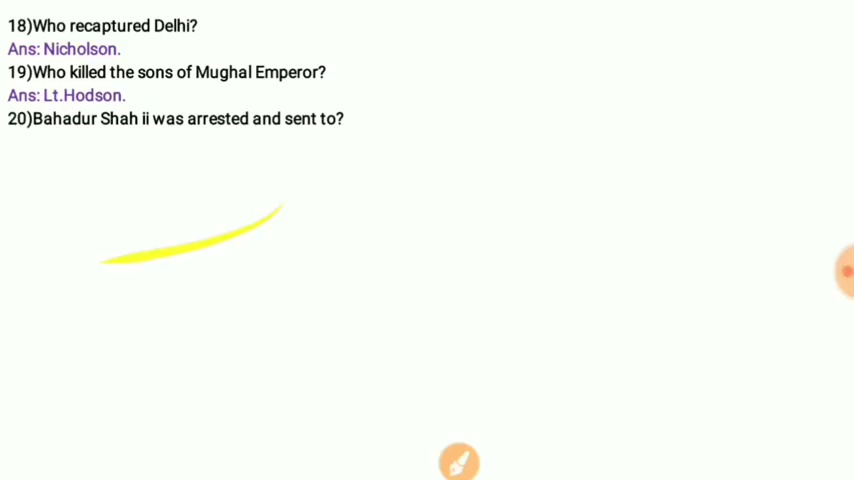 18)Who recaptured Delhi?
Ans: Nicholson.
19)Who killed the sons of Mughal Emperor?
Ans: Lt.Hodson.
20)Bahadur Shah ii was arrested and sent to?